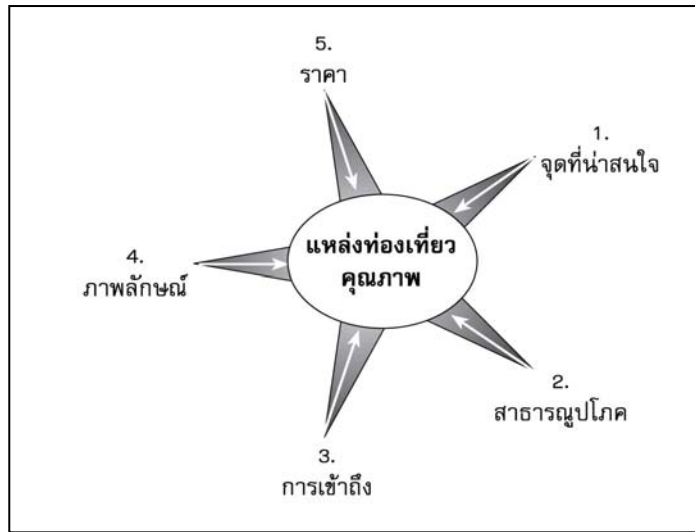 5.
ราคา
1.
จุดที่น่าสนใจ
แหล่งท่องเที่ยว
คุณภาพ
4.
ภาพลักษณ์
2.
สาธารณูปโภค
3.
การเข้าถึง